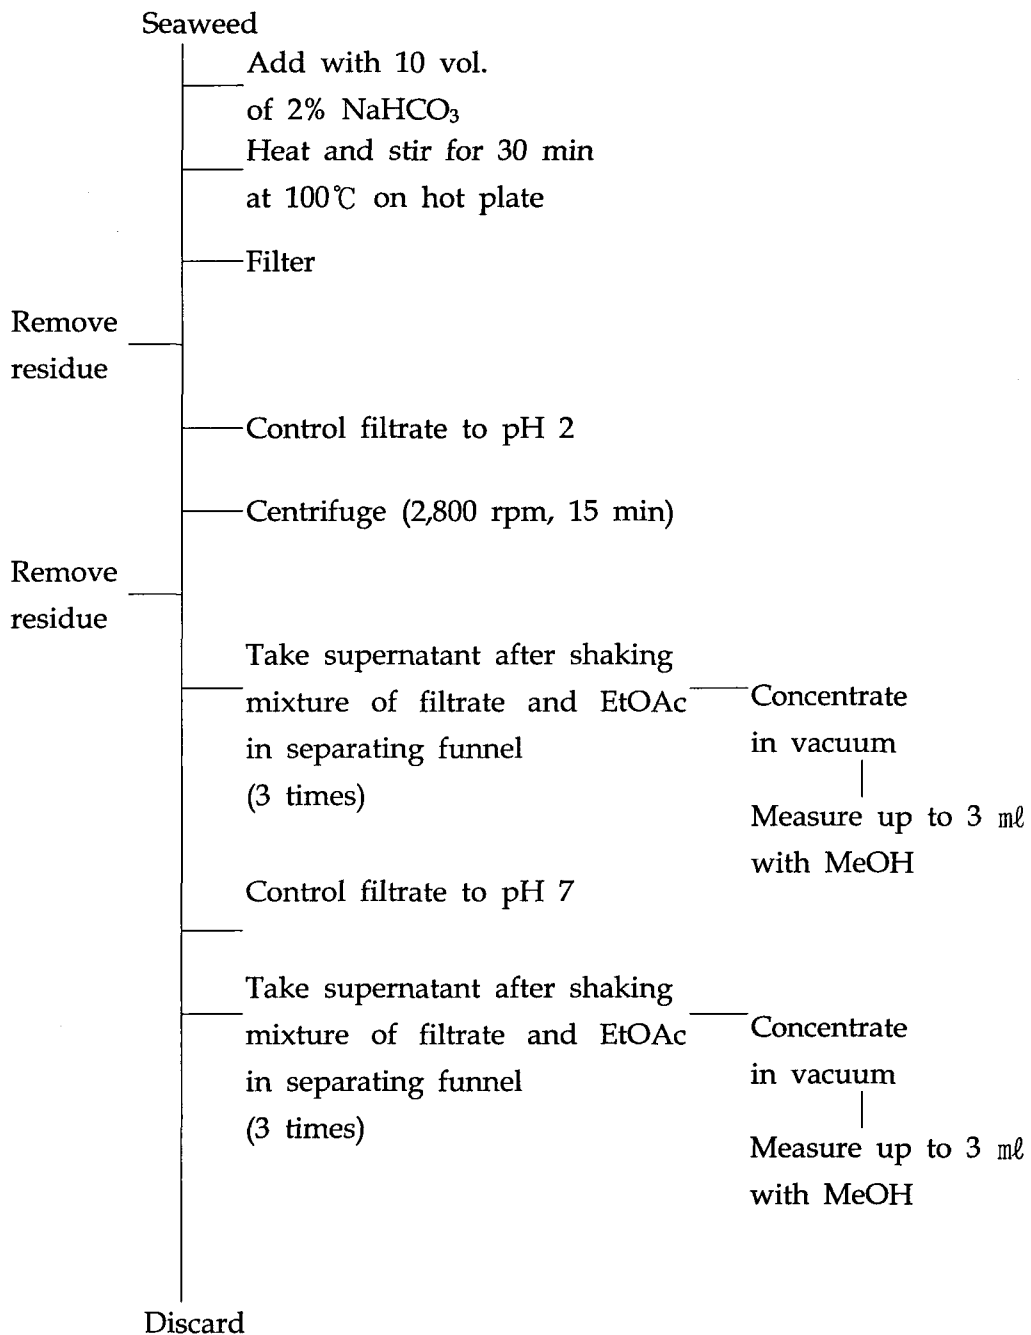 Seaweed
Add with 10 vol.
of 2% NaHCO₃
Heat and stir for 30 min
at 100℃ on hot plate
Filter
Remove
residue
Control filtrate to pH 2
Centrifuge (2,800 rpm, 15 min)
Remove
residue
Take supernatant after shaking
mixture of filtrate and EtOAc
in separating funnel
(3 times)
Concentrate
in vacuum
Measure up to 3 ㎖
with MeOH
Control filtrate to pH 7
Take supernatant after shaking
mixture of filtrate and EtOAc
in separating funnel
(3 times)
Concentrate
in vacuum
Measure up to 3 ㎖
with MeOH
Discard